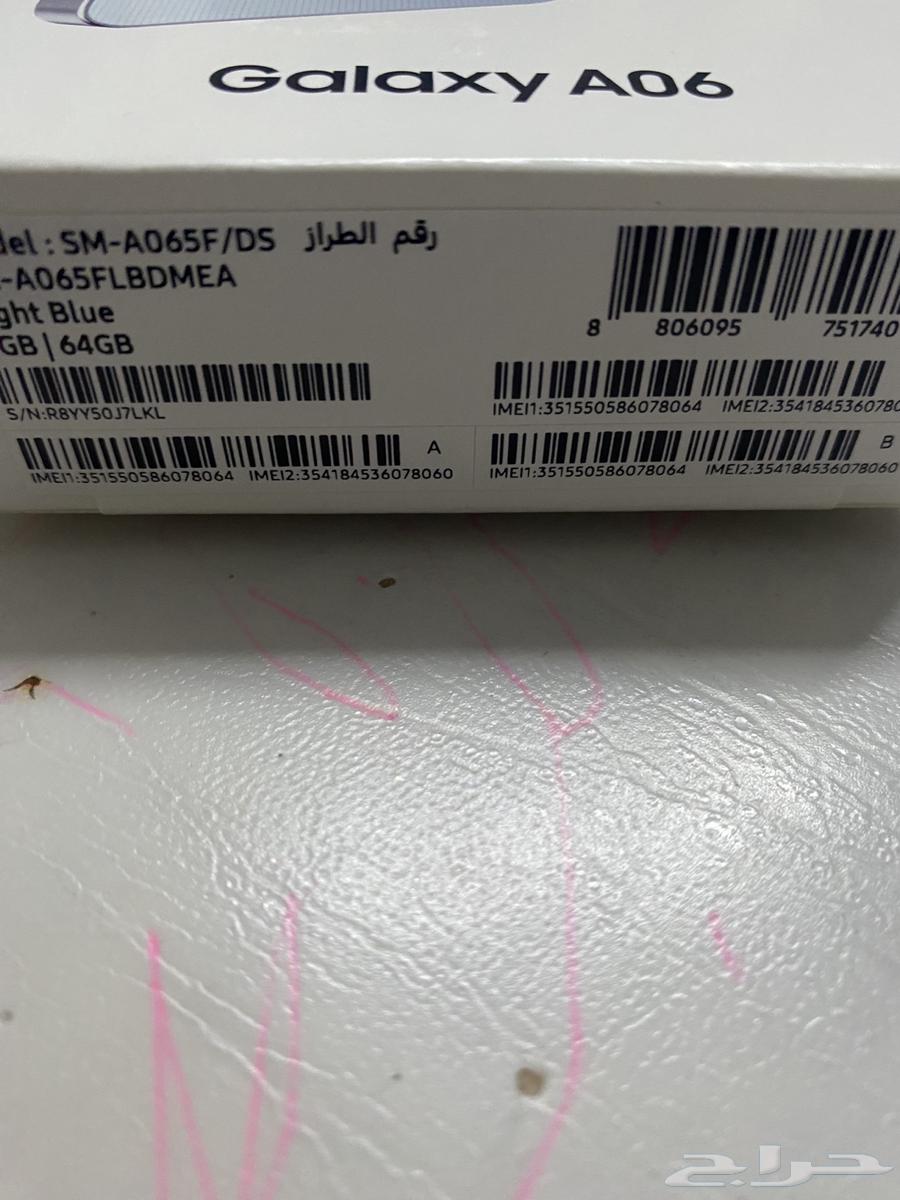 Galaxy A06
del : SM-A065F/DS رقم الطراز
-A065FLBDMEA
ght Blue
GB | 64GB
S/N:R8YY50J7LKL
8 806095 751740
IMEI1:351550586078064 IMEI2:3541845360780
IMEI1:351550586078064 IMEI2:354184536078060 A
IMEI1:351550586078064 IMEI2:354184536078060 B
حراج